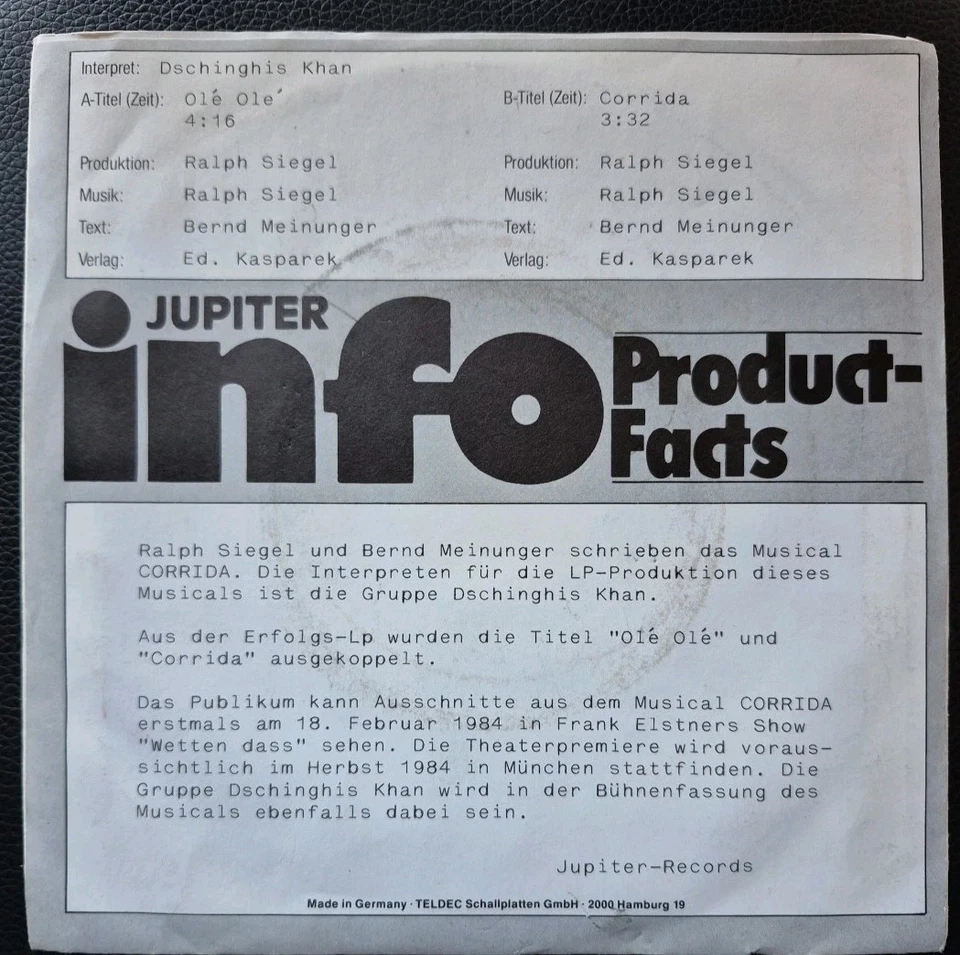 Interpret: Dschinghis Khan
A-Titel (Zeit): Olé Ole´
4:16
B-Titel (Zeit): Corrida
3:32
Produktion: Ralph Siegel
Produktion: Ralph Siegel
Musik: Ralph Siegel
Musik: Ralph Siegel
Text: Bernd Meinunger
Text: Bernd Meinunger
Verlag: Ed. Kasparek
Verlag: Ed. Kasparek
JUPITER
info
Product-
Facts
Ralph Siegel und Bernd Meinunger schrieben das Musical
CORRIDA. Die Interpreten für die LP-Produktion dieses
Musicals ist die Gruppe Dschinghis Khan.
Aus der Erfolgs-Lp wurden die Titel "Olé Olé" und
"Corrida" ausgekoppelt.
Das Publikum kann Ausschnitte aus dem Musical CORRIDA
erstmals am 18. Februar 1984 in Frank Elstners Show
"Wetten dass" sehen. Die Theaterpremiere wird voraus-
sichtlich im Herbst 1984 in München stattfinden. Die
Gruppe Dschinghis Khan wird in der Bühnenfassung des
Musicals ebenfalls dabei sein.
Jupiter-Records
Made in Germany · TELDEC Schallplatten GmbH · 2000 Hamburg 19